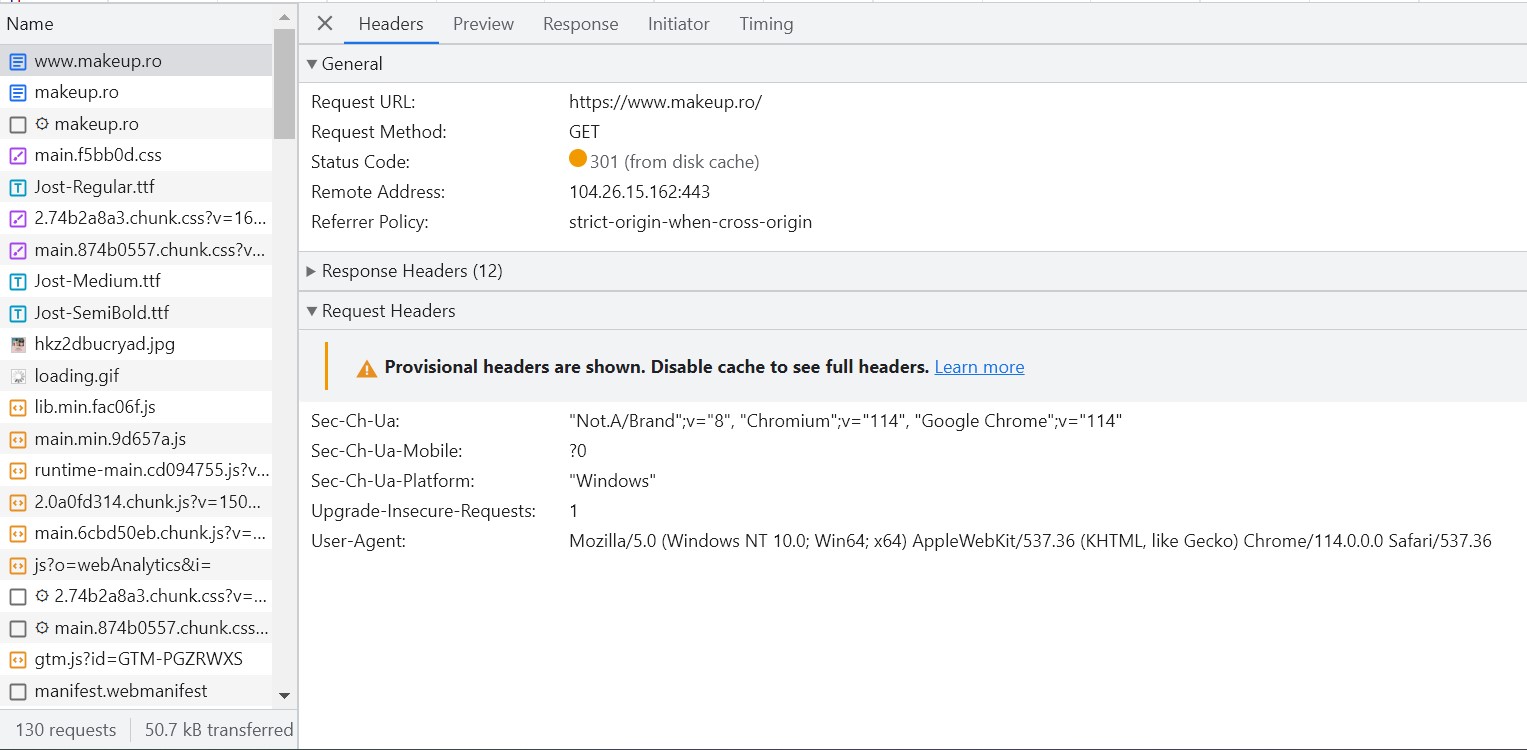 Name
www.makeup.ro
makeup.ro
makeup.ro
main.f5bb0d.css
Jost-Regular.ttf
2.74b2a8a3.chunk.css?v=16...
main.874b0557.chunk.css?v...
Jost-Medium.ttf
Jost-SemiBold.ttf
hkz2dbucryad.jpg
loading.gif
lib.min.fac06f.js
main.min.9d657a.js
runtime-main.cd094755.js?v...
2.0a0fd314.chunk.js?v=150...
main.6cbd50eb.chunk.js?v=...
js?o=webAnalytics&i=
2.74b2a8a3.chunk.css?v=...
main.874b0557.chunk.css...
gtm.js?id=GTM-PGZRWXS
manifest.webmanifest
130 requests 50.7 kB transferred
Headers Preview Response Initiator Timing
General
Request URL: https://www.makeup.ro/
Request Method: GET
Status Code: 301 (from disk cache)
Remote Address: 104.26.15.162:443
Referrer Policy: strict-origin-when-cross-origin
Response Headers (12)
Request Headers
Provisional headers are shown. Disable cache to see full headers. Learn more
Sec-Ch-Ua: "Not.A/Brand";v="8", "Chromium";v="114", "Google Chrome";v="114"
Sec-Ch-Ua-Mobile: ?0
Sec-Ch-Ua-Platform: "Windows"
Upgrade-Insecure-Requests: 1
User-Agent: Mozilla/5.0 (Windows NT 10.0; Win64; x64) AppleWebKit/537.36 (KHTML, like Gecko) Chrome/114.0.0.0 Safari/537.36